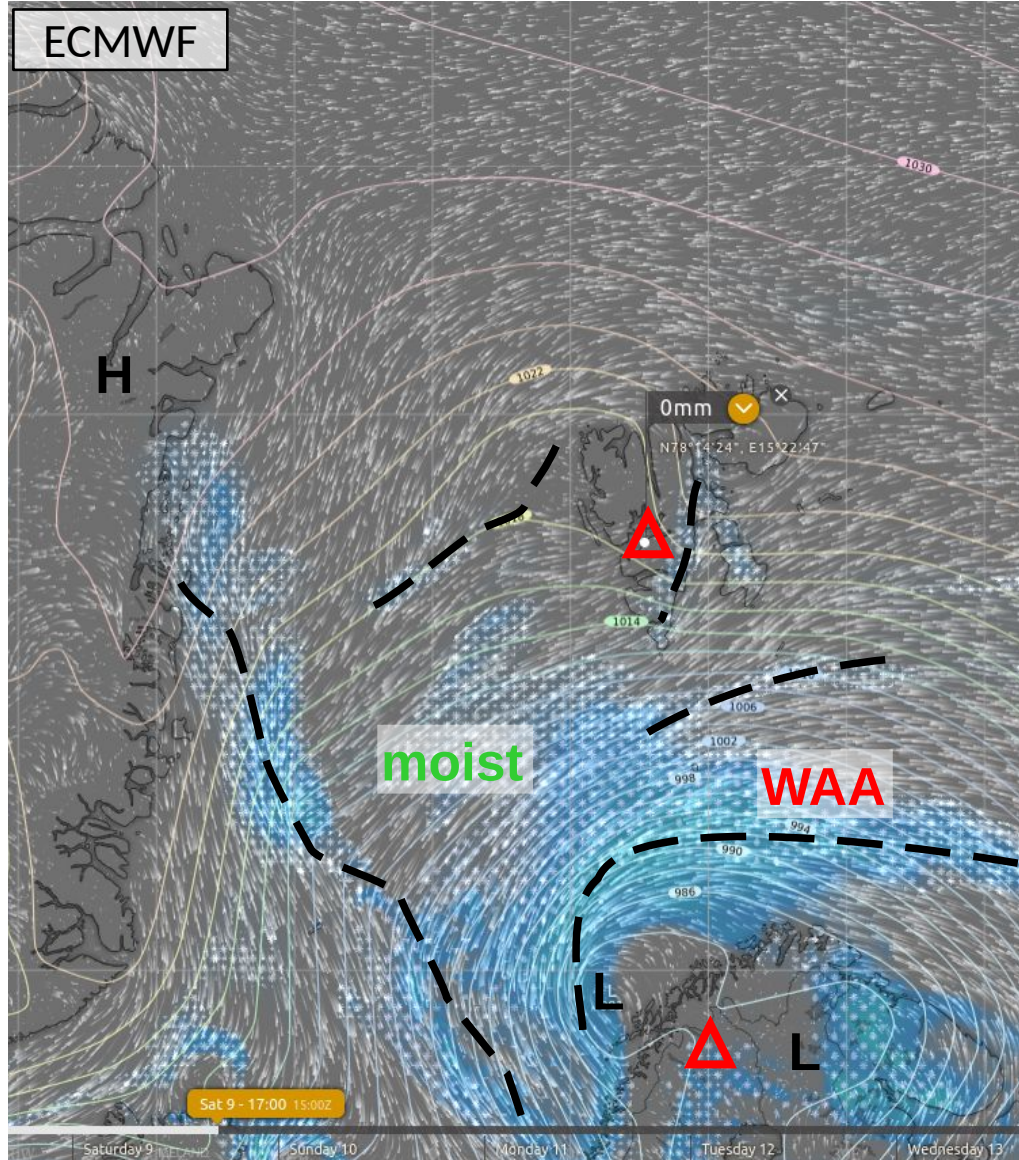 ECMWF
1030
H
1022
0mm
N78°14'24", E15°22'47"
1014
1006
moist
1002
WAA
998
994
990
986
L
L
Sat 9 - 17:00 15:00Z
Saturday 9
Sunday 10
Monday 11
Tuesday 12
Wednesday 13